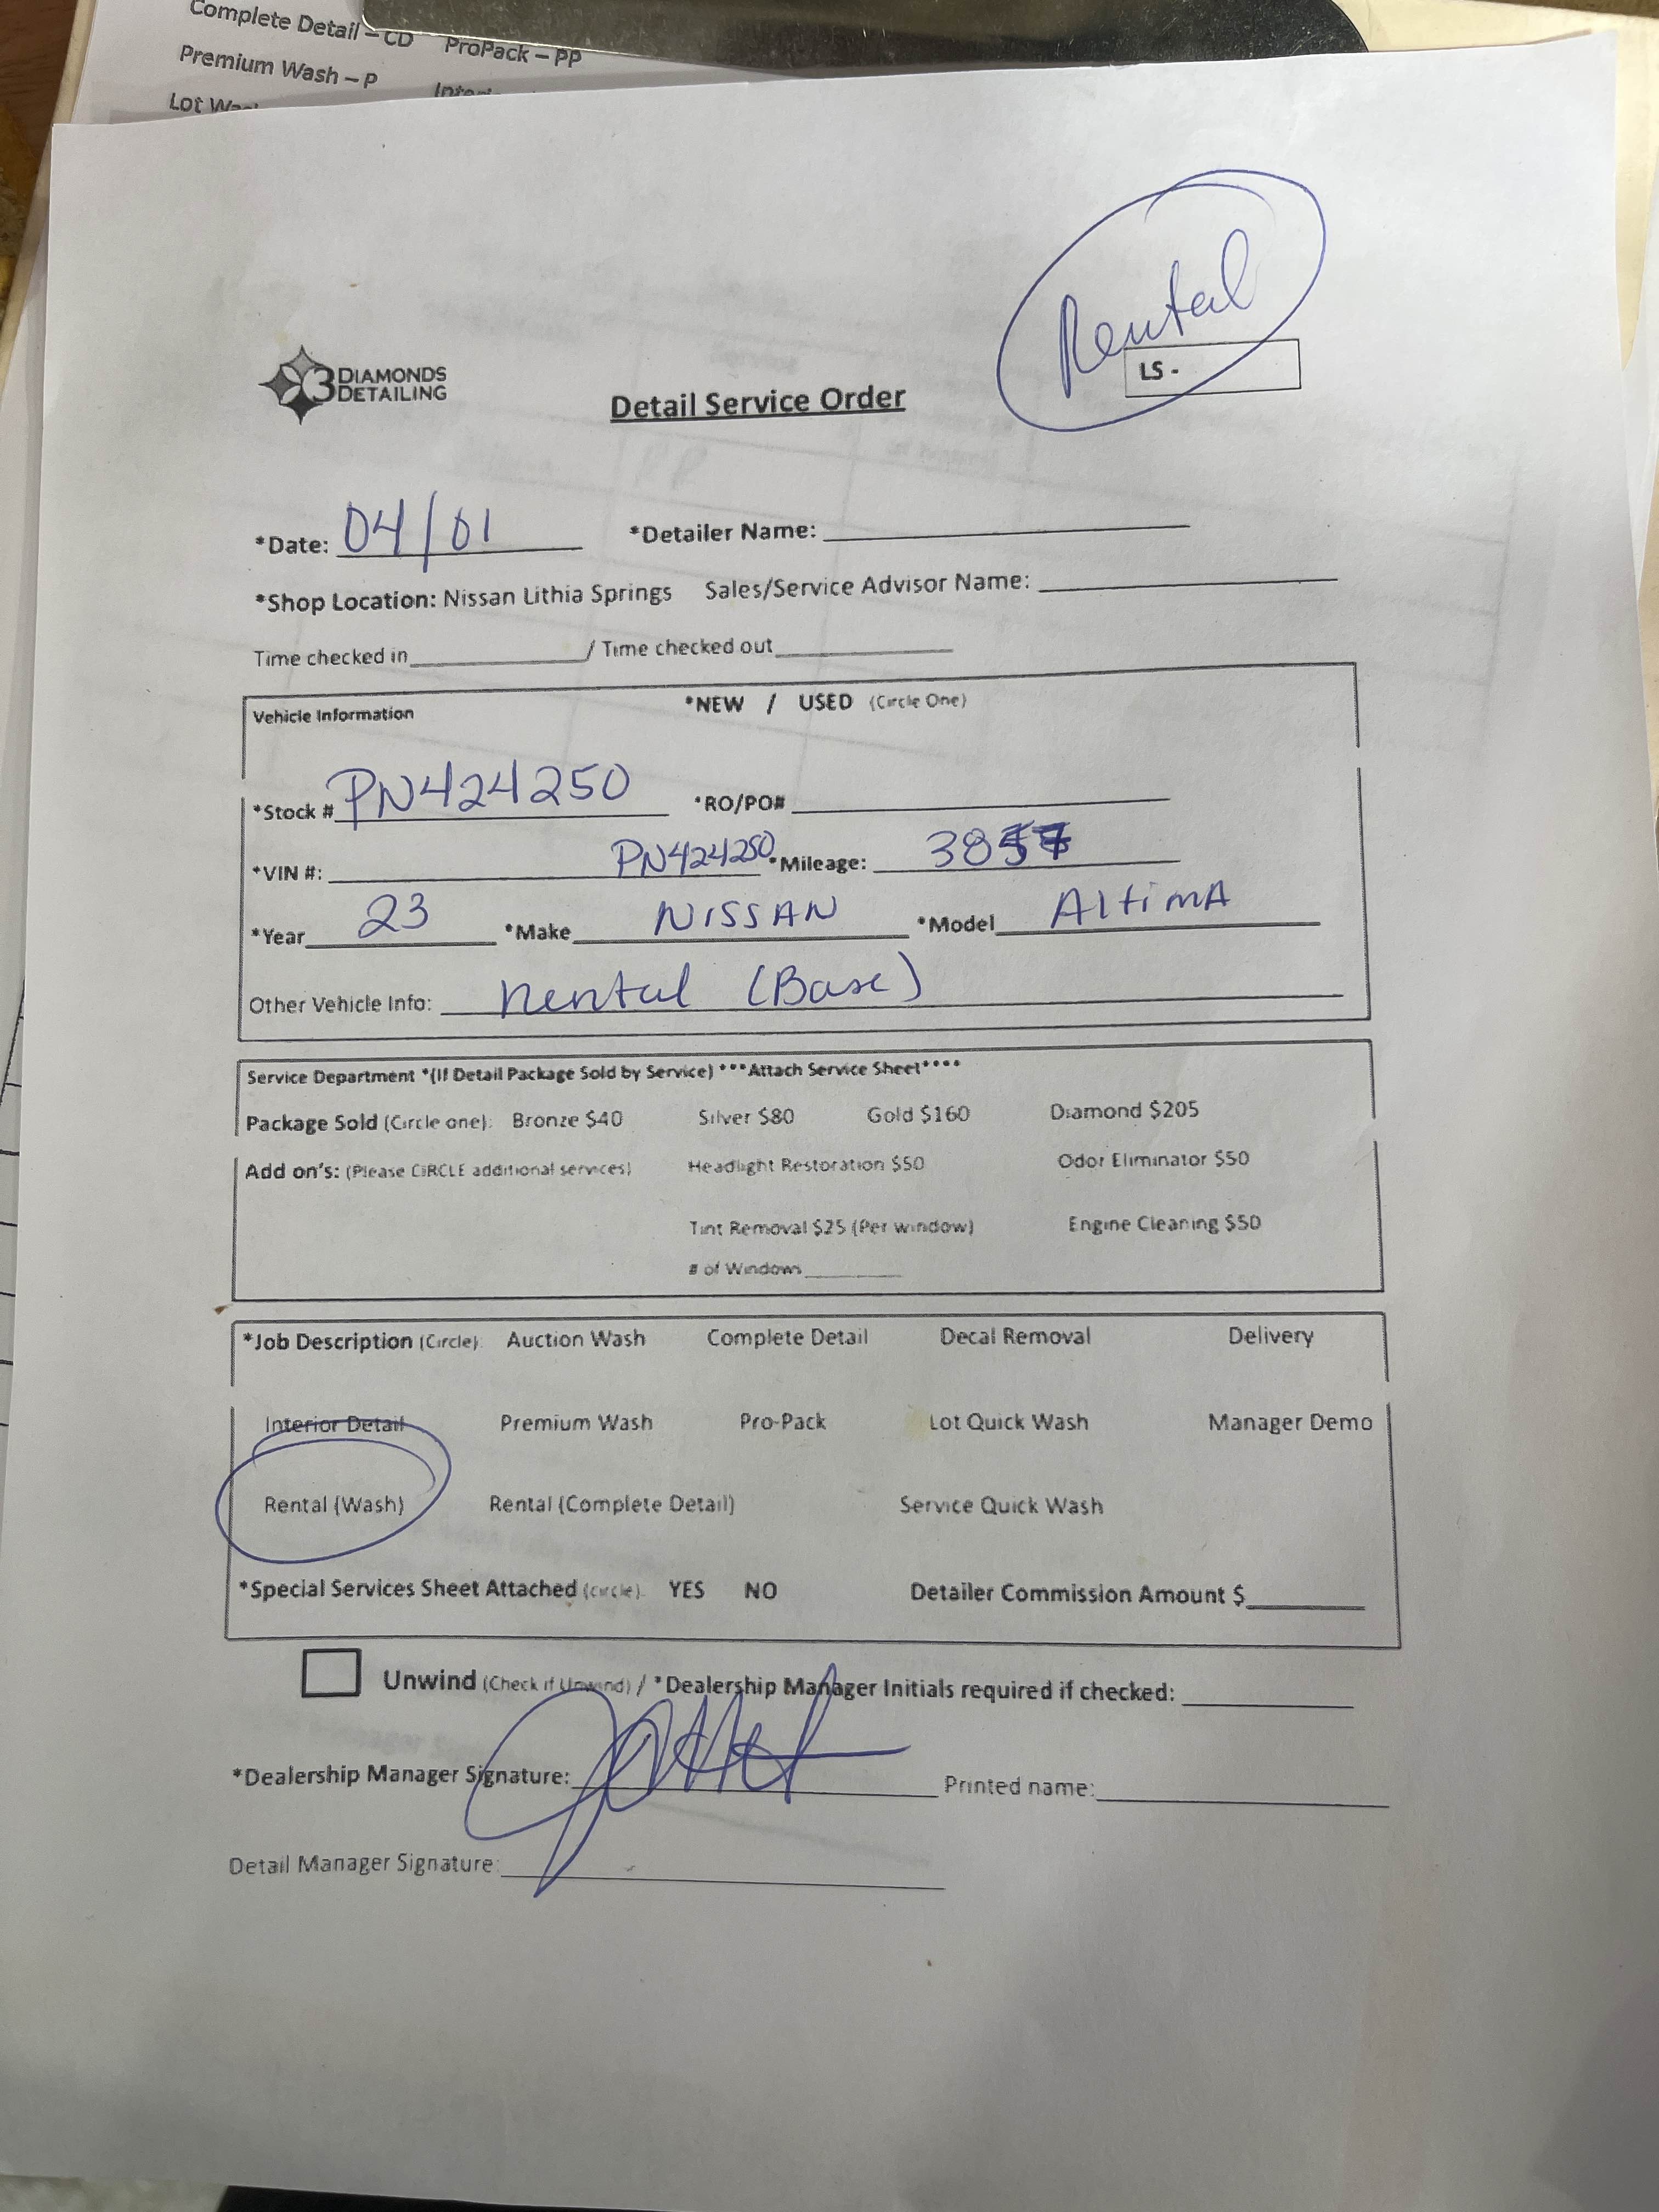 Complete Detail – CD ProPack – PP
Premium Wash – P
Lot
Rental
LS -
3 DIAMONDS DETAILING
Detail Service Order
*Date: 04/01 *Detailer Name:
*Shop Location: Nissan Lithia Springs Sales/Service Advisor Name:
Time checked in / Time checked out
Vehicle Information *NEW / USED (Circle One)
*Stock # PN424250 *RO/PO#
*VIN #: PN424250 *Mileage: 3857
*Year 23 *Make NISSAN *Model AltimA
Other Vehicle Info: Rental (Base)
Service Department *(If Detail Package Sold by Service) ***Attach Service Sheet****
Package Sold (Circle one): Bronze $40 Silver $80 Gold $160 Diamond $205
Add on's: (Please CIRCLE additional services) Headlight Restoration $50 Odor Eliminator $50
Tint Removal $25 (Per window) Engine Cleaning $50
# of Windows
*Job Description (Circle): Auction Wash Complete Detail Decal Removal Delivery
Interior Detail Premium Wash Pro-Pack Lot Quick Wash Manager Demo
Rental (Wash) Rental (Complete Detail) Service Quick Wash
*Special Services Sheet Attached (circle). YES NO Detailer Commission Amount $
Unwind (Check if Unwind) / *Dealership Manager Initials required if checked:
*Dealership Manager Signature: Printed name:
Detail Manager Signature: